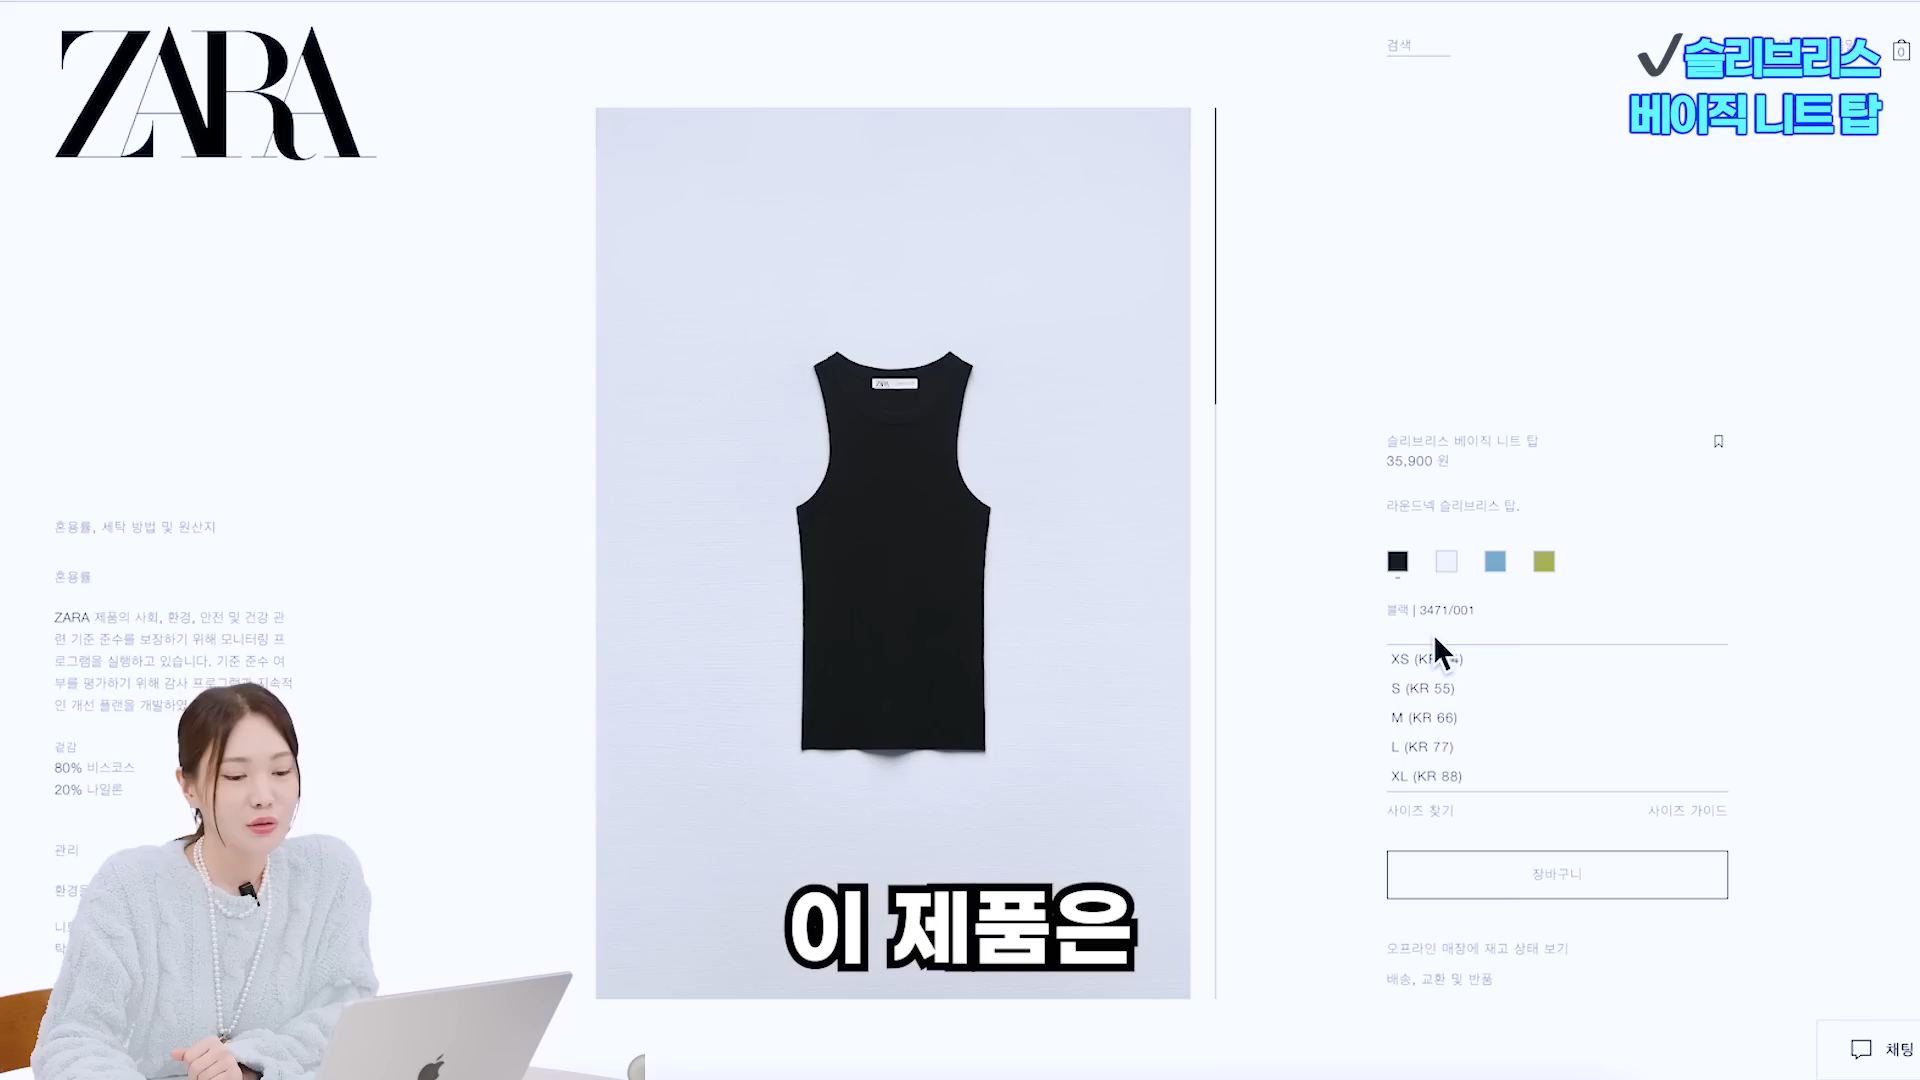 ZARA
검색
0
✓슬리브리스
베이직 니트 탑
ZARA
슬리브리스 베이직 니트 탑
35,900 원
라운드넥 슬리브리스 탑.
블랙 | 3471/001
XS (KR
S (KR 55)
M (KR 66)
L (KR 77)
XL (KR 88)
사이즈 찾기
사이즈 가이드
장바구니
오프라인 매장에 재고 상태 보기
배송, 교환 및 반품
채팅
혼용률, 세탁 방법 및 원산지
혼용률
ZARA 제품의 사회, 환경, 안전 및 건강 관
련 기준 준수를 보장하기 위해 모니터링 프
로그램을 실행하고 있습니다. 기준 준수 여
부를 평가하기 위해 감사 프로그램과 지속적
인 개선 플랜을 개발하였
겉감
80% 비스코스
20% 나일론
관리
이 제품은